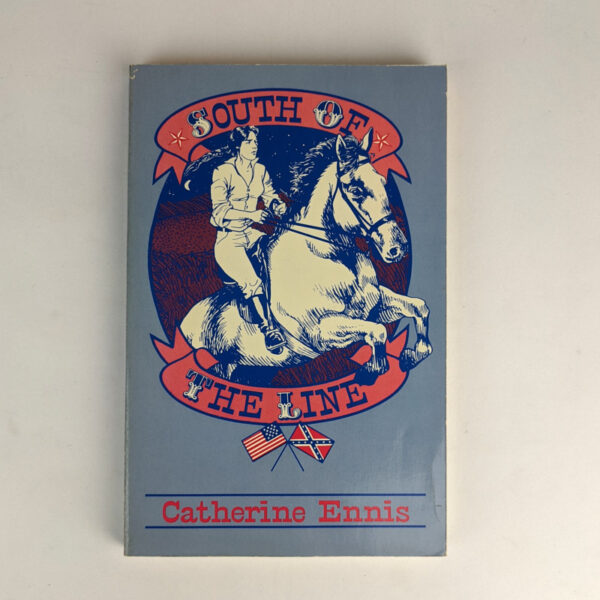 South Of
The Line
Catherine Ennis